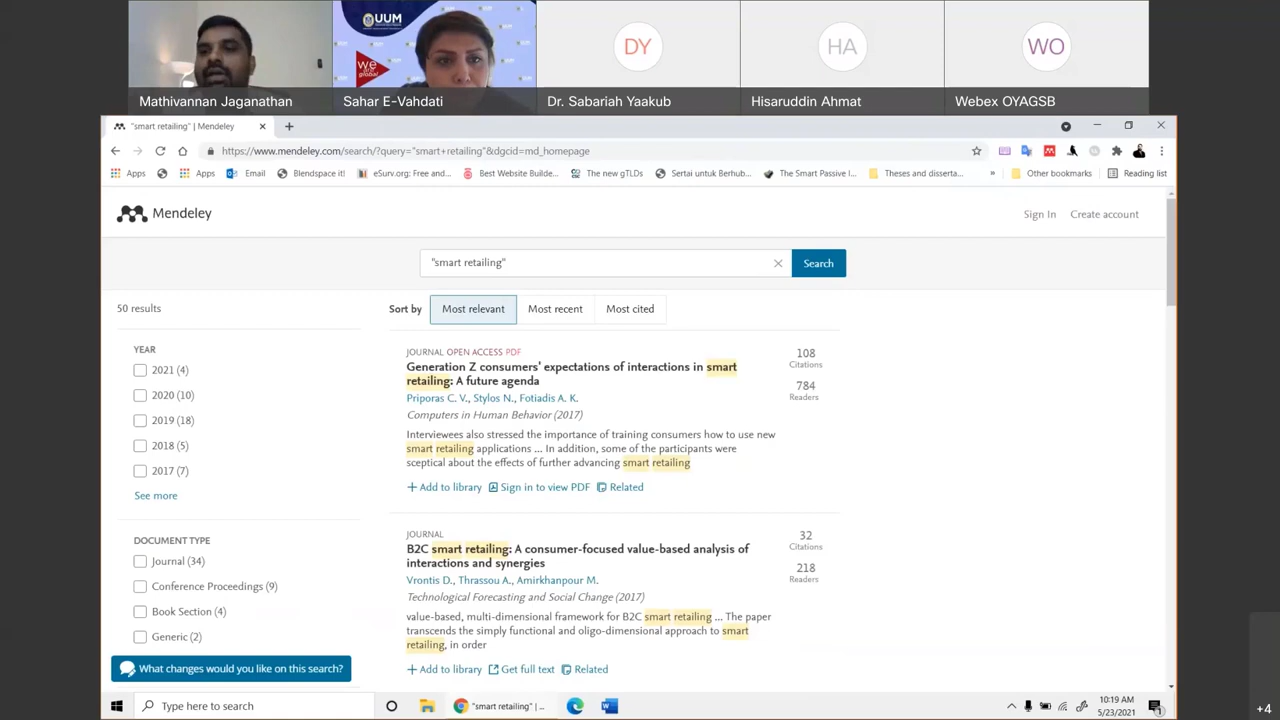 UUM
we are global
DY
HA
WO
Mathivannan Jaganathan
Sahar E-Vahdati
Dr. Sabariah Yaakub
Hisaruddin Ahmat
Webex OYAGSB
"smart retailing" | Mendeley
https://www.mendeley.com/search/?query="smart+retailing"&dgcid=md_homepage
Apps
Apps
Email
Blendspace it!
eSurv.org: Free and...
Best Website Builde...
The new gTLDs
Sertai untuk Berhub...
The Smart Passive I...
Theses and disserta...
»
Other bookmarks
Reading list
Mendeley
Sign In
Create account
"smart retailing"
Search
50 results
Sort by
Most relevant
Most recent
Most cited
YEAR
2021 (4)
2020 (10)
2019 (18)
2018 (5)
2017 (7)
See more
DOCUMENT TYPE
Journal (34)
Conference Proceedings (9)
Book Section (4)
Generic (2)
What changes would you like on this search?
JOURNAL OPEN ACCESS PDF
Generation Z consumers' expectations of interactions in smart
retailing: A future agenda
Priporas C. V., Stylos N., Fotiadis A. K.
Computers in Human Behavior (2017)
Interviewees also stressed the importance of training consumers how to use new
smart retailing applications ... In addition, some of the participants were
sceptical about the effects of further advancing smart retailing
+ Add to library Sign in to view PDF Related
108
Citations
784
Readers
JOURNAL
B2C smart retailing: A consumer-focused value-based analysis of
interactions and synergies
Vrontis D., Thrassou A., Amirkhanpour M.
Technological Forecasting and Social Change (2017)
value-based, multi-dimensional framework for B2C smart retailing ... The paper
transcends the simply functional and oligo-dimensional approach to smart
retailing, in order
+ Add to library Get full text Related
32
Citations
218
Readers
Type here to search
"smart retailing" | ...
10:19 AM
5/23/2021
+4